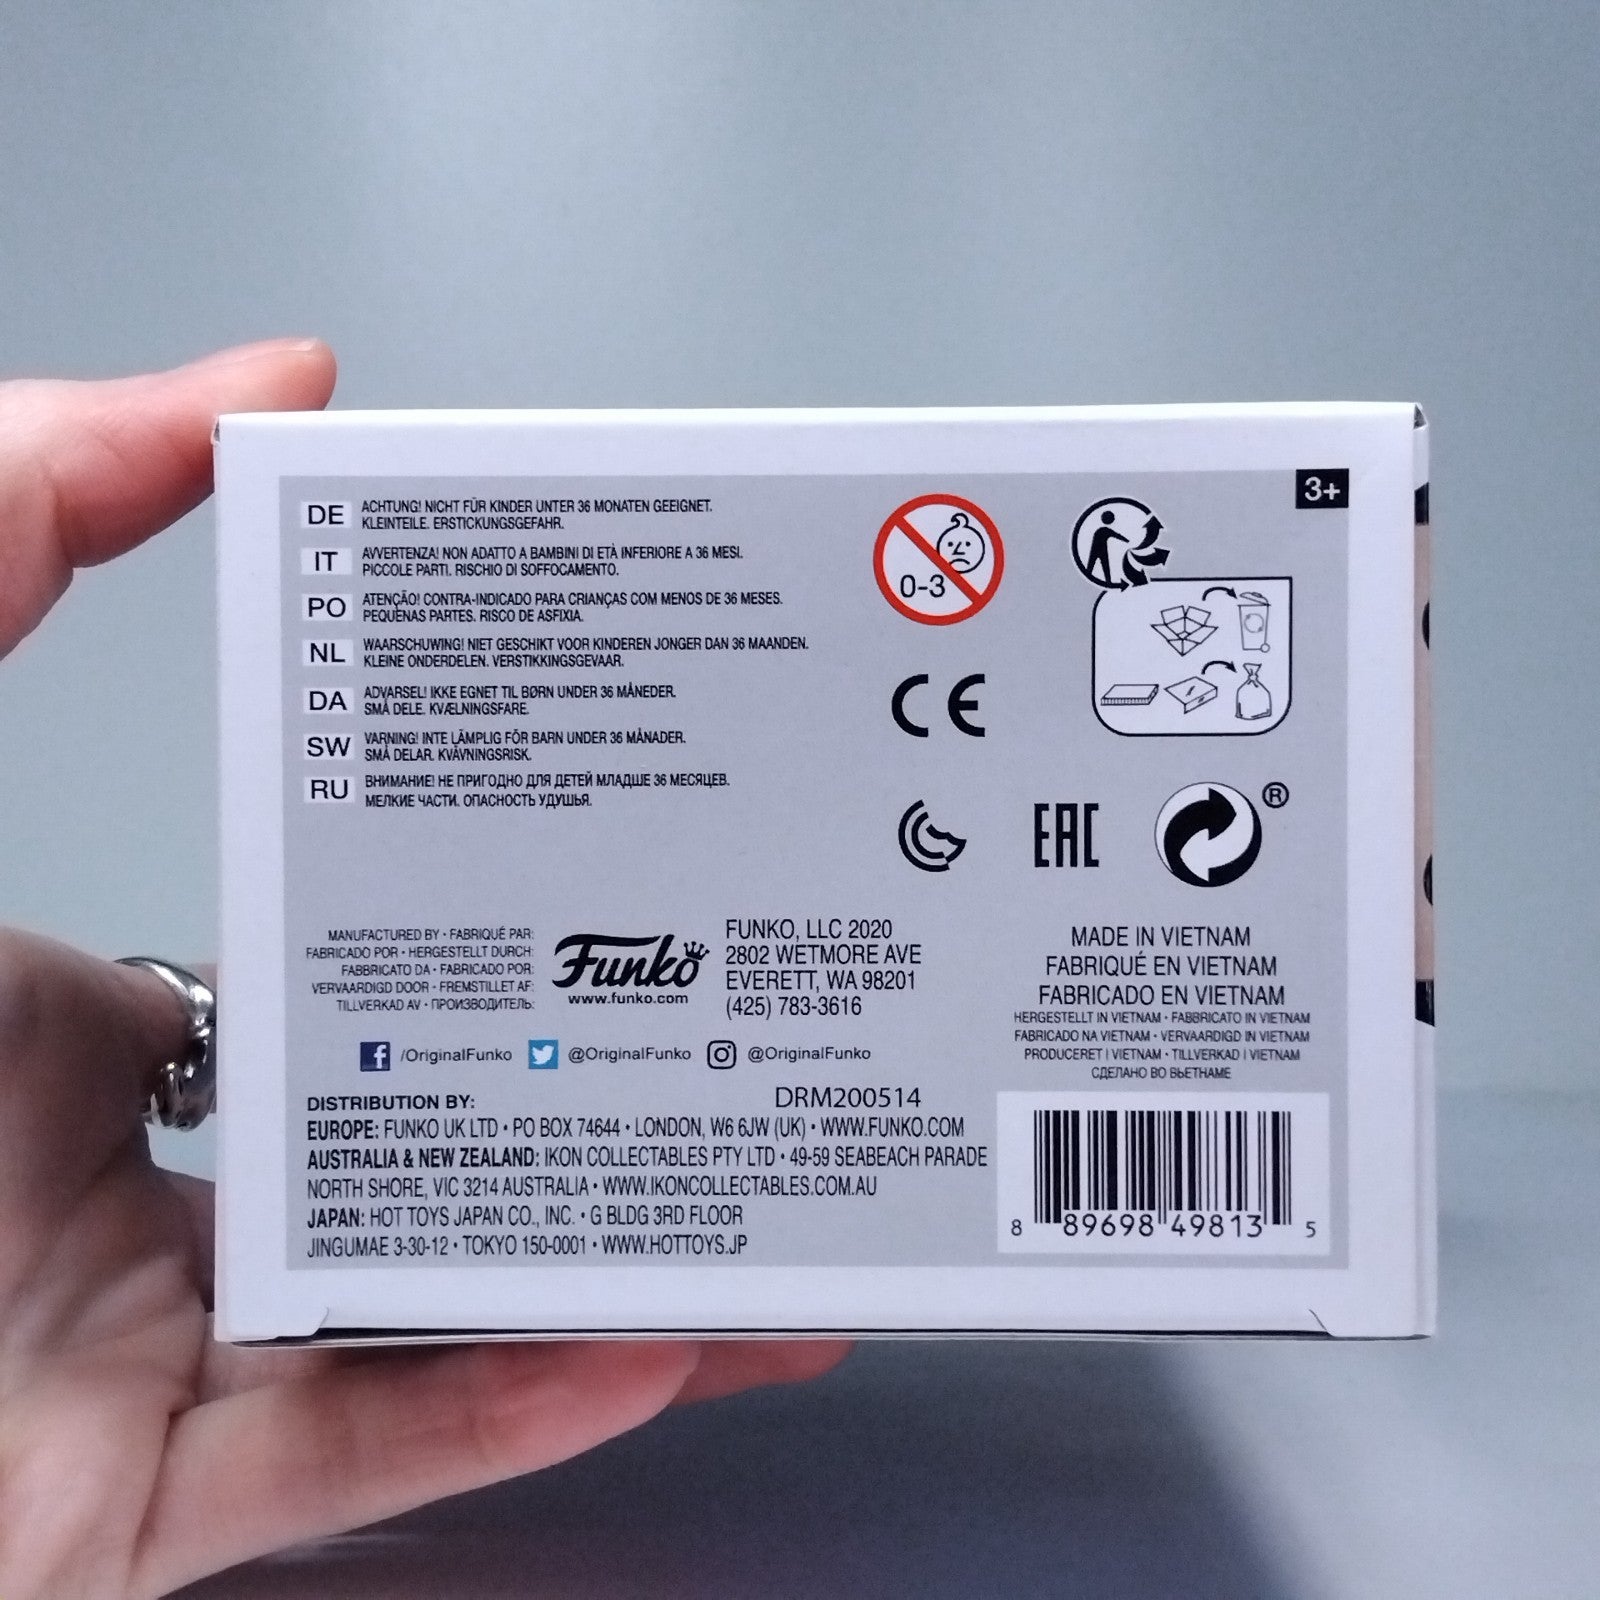 3+
DE
ACHTUNG! NICHT FÜR KINDER UNTER 36 MONATEN GEEIGNET.
KLEINTEILE. ERSTICKUNGSGEFAHR.
IT
AVVERTENZA! NON ADATTO A BAMBINI DI ETÀ INFERIORE A 36 MESI.
PICCOLE PARTI. RISCHIO DI SOFFOCAMENTO.
PO
ATENÇÃO! CONTRA-INDICADO PARA CRIANÇAS COM MENOS DE 36 MESES.
PEQUENAS PARTES. RISCO DE ASFIXIA.
NL
WAARSCHUWING! NIET GESCHIKT VOOR KINDEREN JONGER DAN 36 MAANDEN.
KLEINE ONDERDELEN. VERSTIKKINGSGEVAAR.
DA
ADVARSEL! IKKE EGNET TIL BØRN UNDER 36 MÅNEDER.
SMÅ DELE. KVÆLNINGSFARE.
SW
VARNING! INTE LÄMPLIG FÖR BARN UNDER 36 MÅNADER.
SMÅ DELAR. KVÄVNINGSRISK.
RU
ВНИМАНИЕ! НЕ ПРИГОДНО ДЛЯ ДЕТЕЙ МЛАДШЕ 36 МЕСЯЦЕВ.
МЕЛКИЕ ЧАСТИ. ОПАСНОСТЬ УДУШЬЯ.
0-3
CE
EAC
®
MANUFACTURED BY • FABRIQUÉ PAR:
FABRICADO POR • HERGESTELLT DURCH:
FABBRICATO DA • FABRICADO POR:
VERVAARDIGD DOOR • FREMSTILLET AF:
TILLVERKAD AV • ПРОИЗВОДИТЕЛЬ:
Funko
www.funko.com
FUNKO, LLC 2020
2802 WETMORE AVE
EVERETT, WA 98201
(425) 783-3616
/OriginalFunko @OriginalFunko @OriginalFunko
MADE IN VIETNAM
FABRIQUÉ EN VIETNAM
FABRICADO EN VIETNAM
HERGESTELLT IN VIETNAM • FABBRICATO IN VIETNAM
FABRICADO NA VIETNAM • VERVAARDIGD IN VIETNAM
PRODUCERET I VIETNAM • TILLVERKAD I VIETNAM
СДЕЛАНО ВО ВЬЕТНАМЕ
DRM200514
DISTRIBUTION BY:
EUROPE: FUNKO UK LTD • PO BOX 74644 • LONDON, W6 6JW (UK) • WWW.FUNKO.COM
AUSTRALIA & NEW ZEALAND: IKON COLLECTABLES PTY LTD • 49-59 SEABEACH PARADE
NORTH SHORE, VIC 3214 AUSTRALIA • WWW.IKONCOLLECTABLES.COM.AU
JAPAN: HOT TOYS JAPAN CO., INC. • G BLDG 3RD FLOOR
JINGUMAE 3-30-12 • TOKYO 150-0001 • WWW.HOTTOYS.JP
8 89698 49813 5